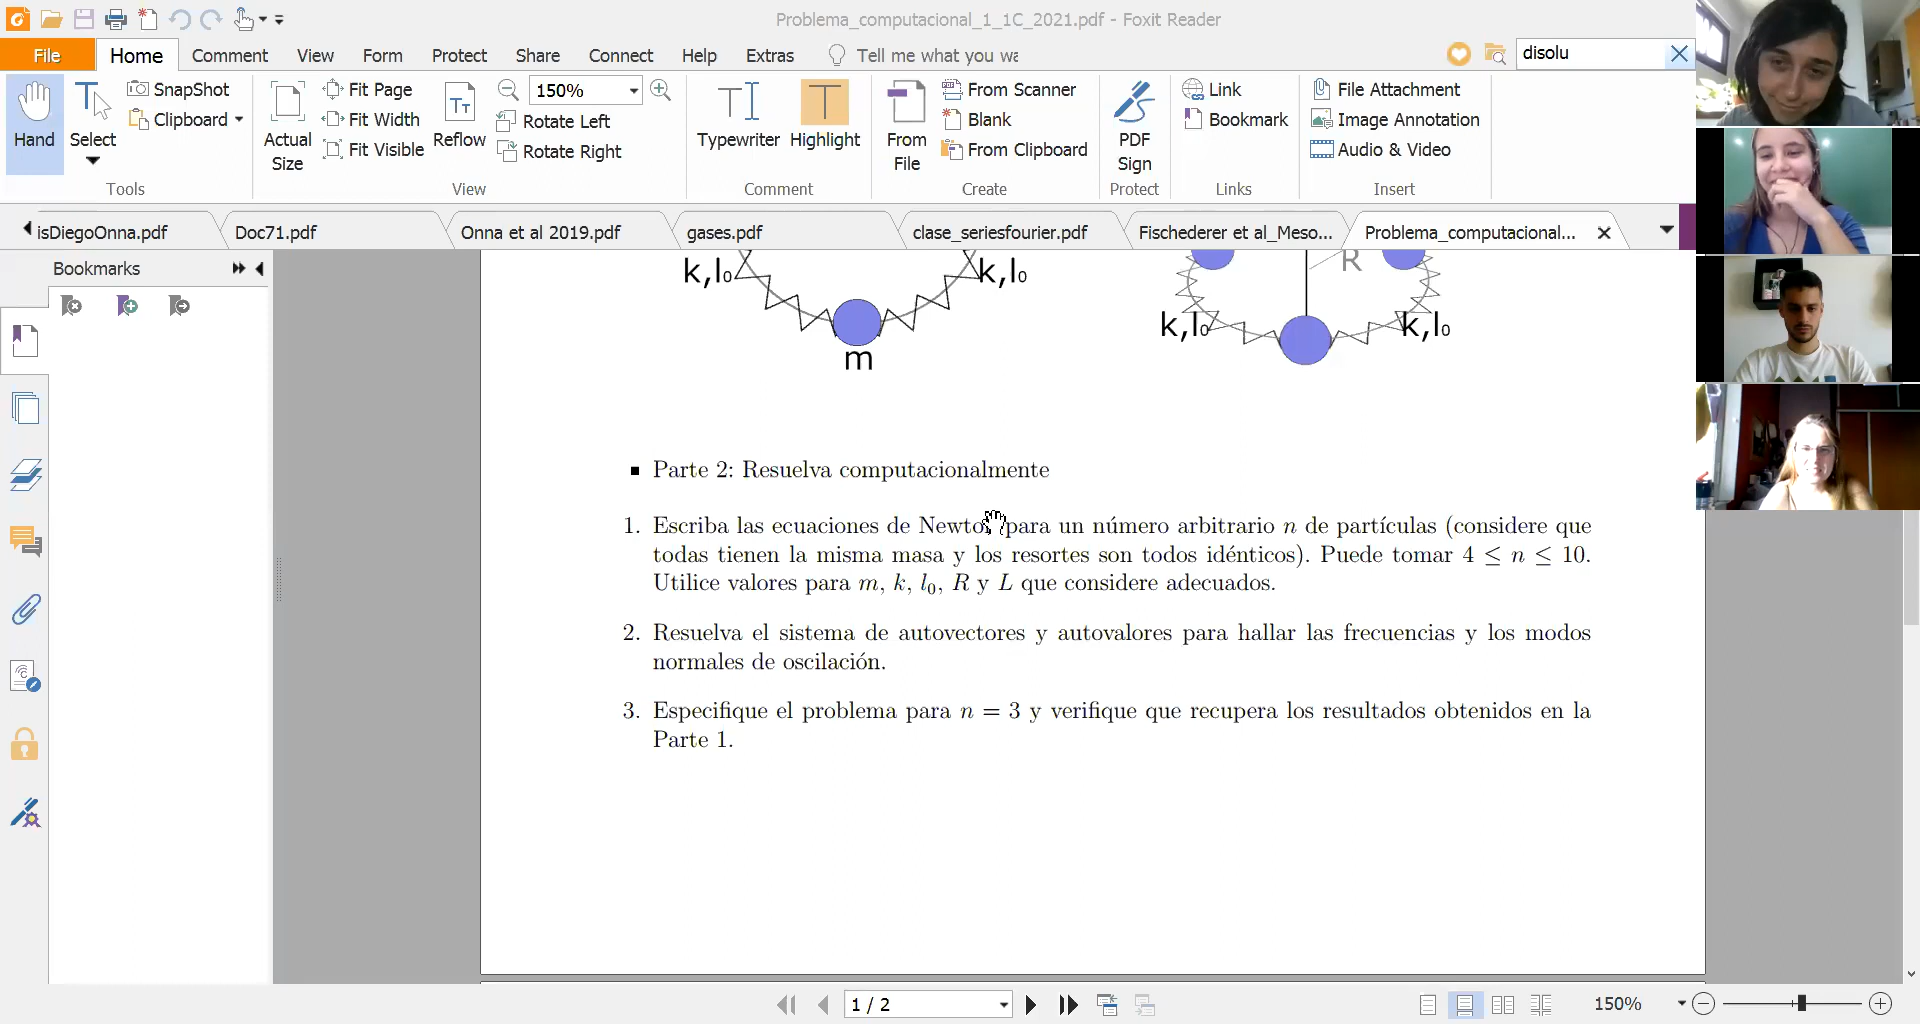 Problema_computacional_1_1C_2021.pdf - Foxit Reader
File Home Comment View Form Protect Share Connect Help Extras Tell me what you wa
disolu
Hand
Select
SnapShot
Clipboard
Tools
Actual Size
Fit Page
Fit Width
Fit Visible
Reflow
150%
Rotate Left
Rotate Right
View
Typewriter
Highlight
Comment
From File
From Scanner
Blank
From Clipboard
Create
PDF Sign
Protect
Link
Bookmark
Links
File Attachment
Image Annotation
Audio & Video
Insert
isDiegoOnna.pdf Doc71.pdf Onna et al 2019.pdf gases.pdf clase_seriesfourier.pdf Fischederer et al_Meso... Problema_computacional...
Bookmarks
k,l₀ k,l₀ R
k,l₀ k,l₀
m
▪ Parte 2: Resuelva computacionalmente
1. Escriba las ecuaciones de Newto para un número arbitrario n de partículas (considere que
todas tienen la misma masa y los resortes son todos idénticos). Puede tomar 4 ≤ n ≤ 10.
Utilice valores para m, k, l₀, R y L que considere adecuados.
2. Resuelva el sistema de autovectores y autovalores para hallar las frecuencias y los modos
normales de oscilación.
3. Especifique el problema para n = 3 y verifique que recupera los resultados obtenidos en la
Parte 1.
1 / 2
150%